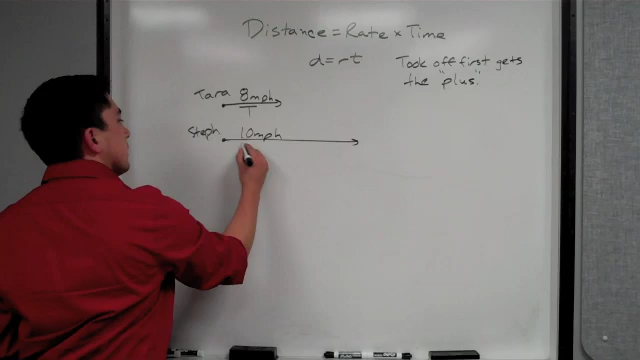 Distance = Rate × Time
d = rt
Took off first gets
the "plus."
Tara 8mph
T
Steph 10mph